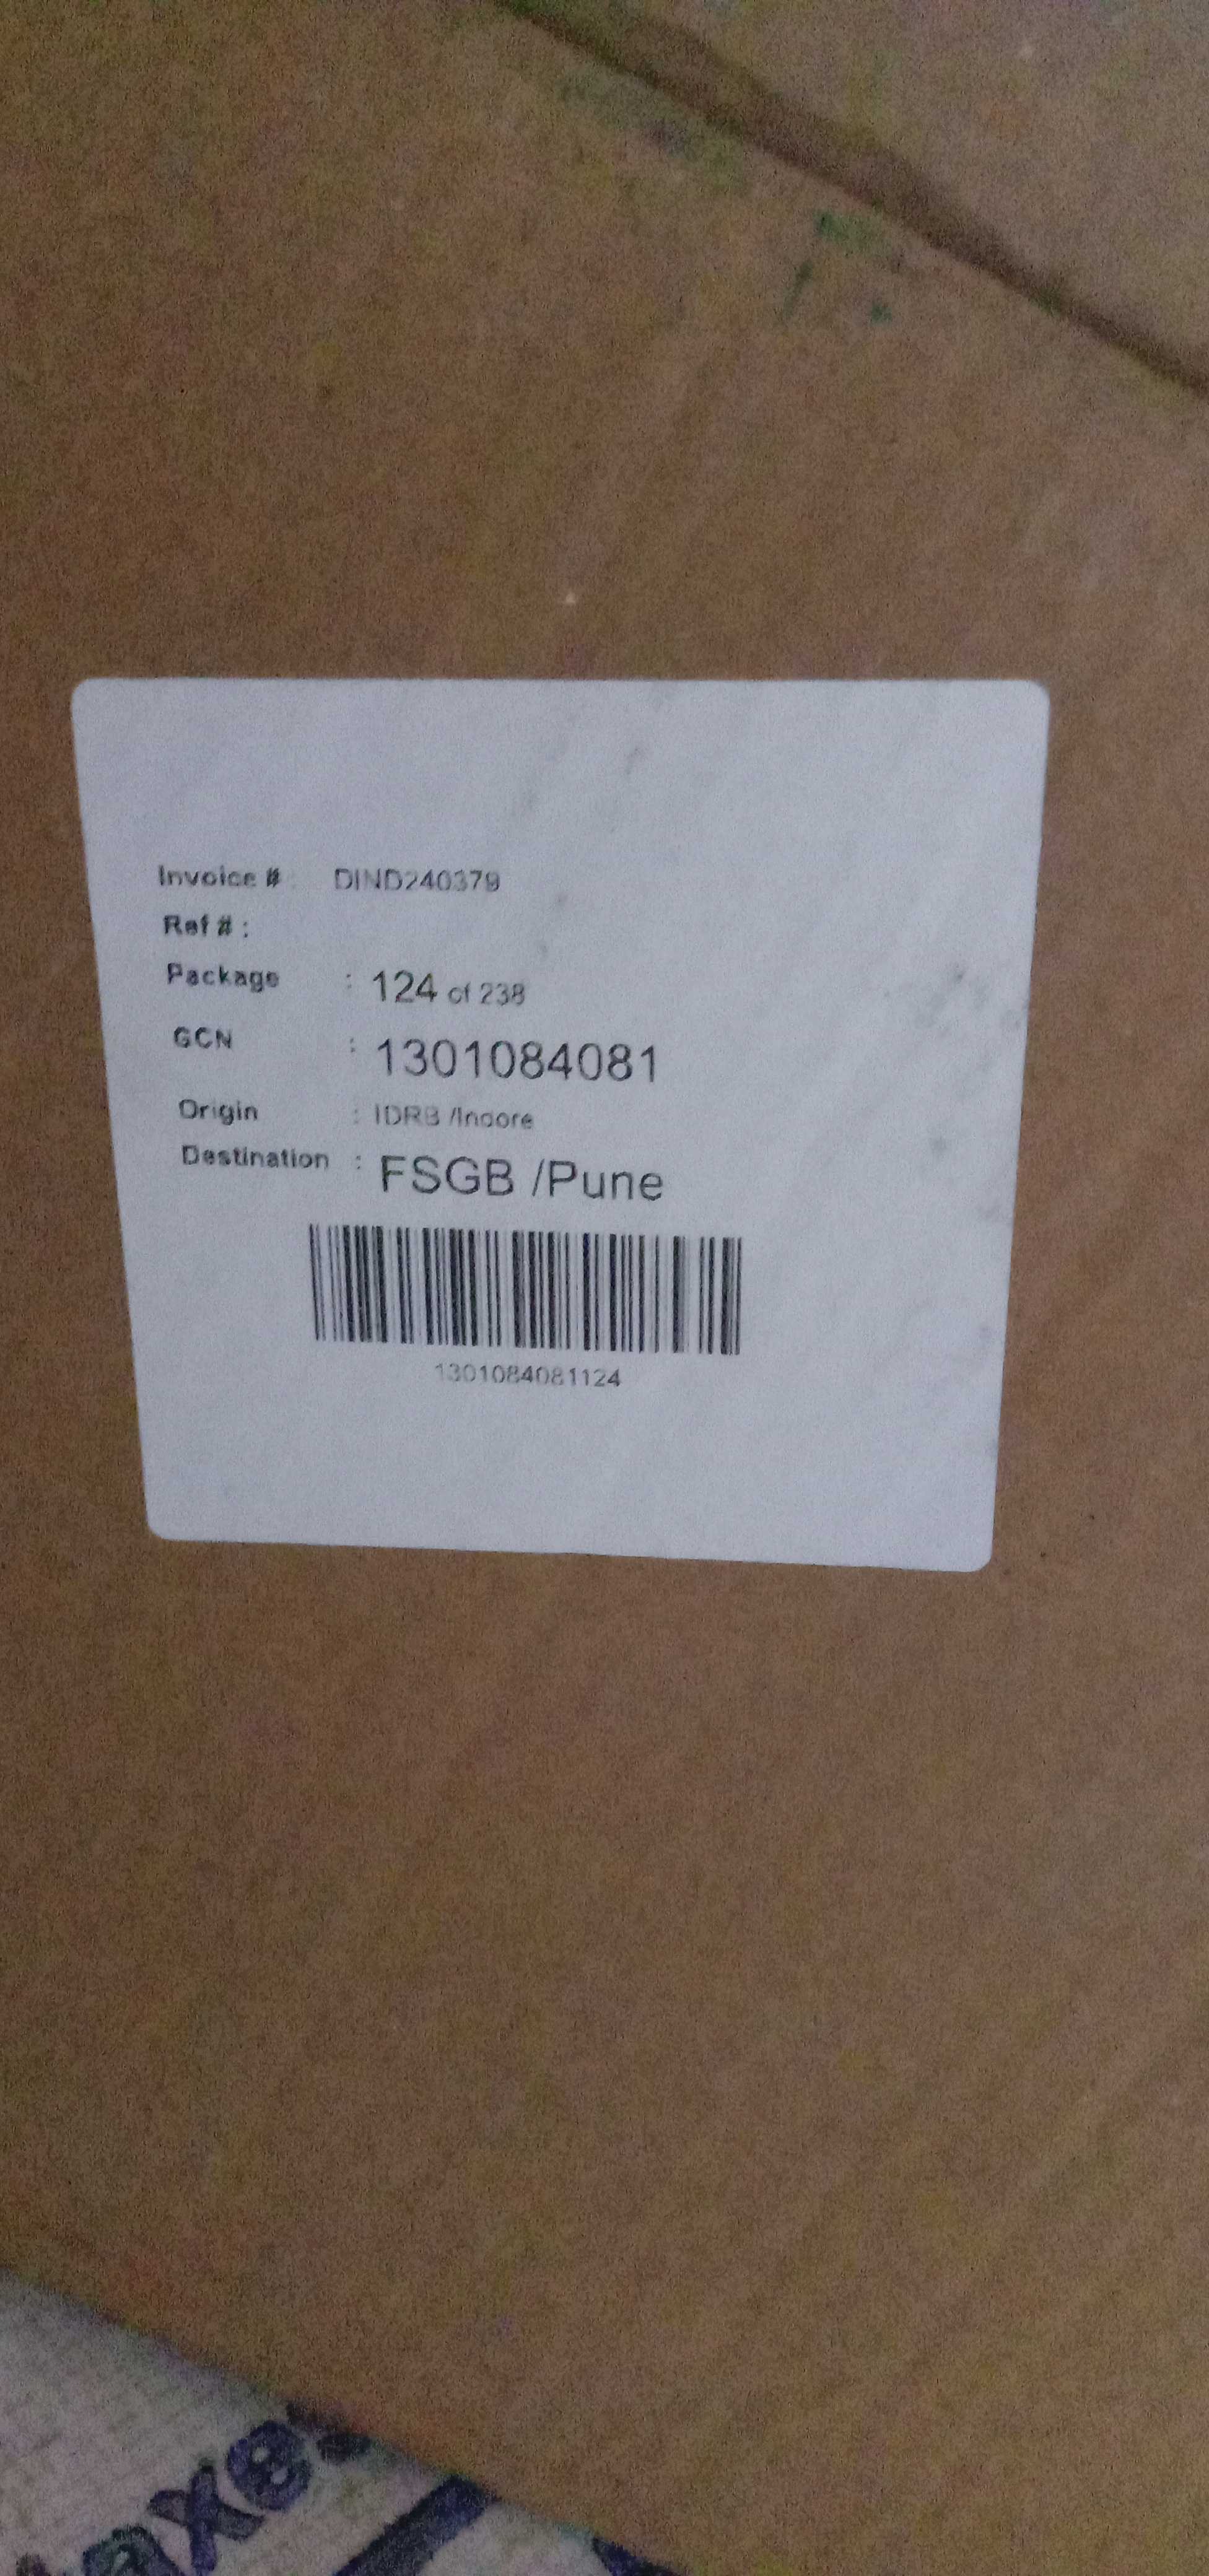 Invoice # : DIND240379
Ref # :
Package : 124 of 238
GCN : 1301084081
Origin : IDRB /Indore
Destination : FSGB /Pune
1301084081124